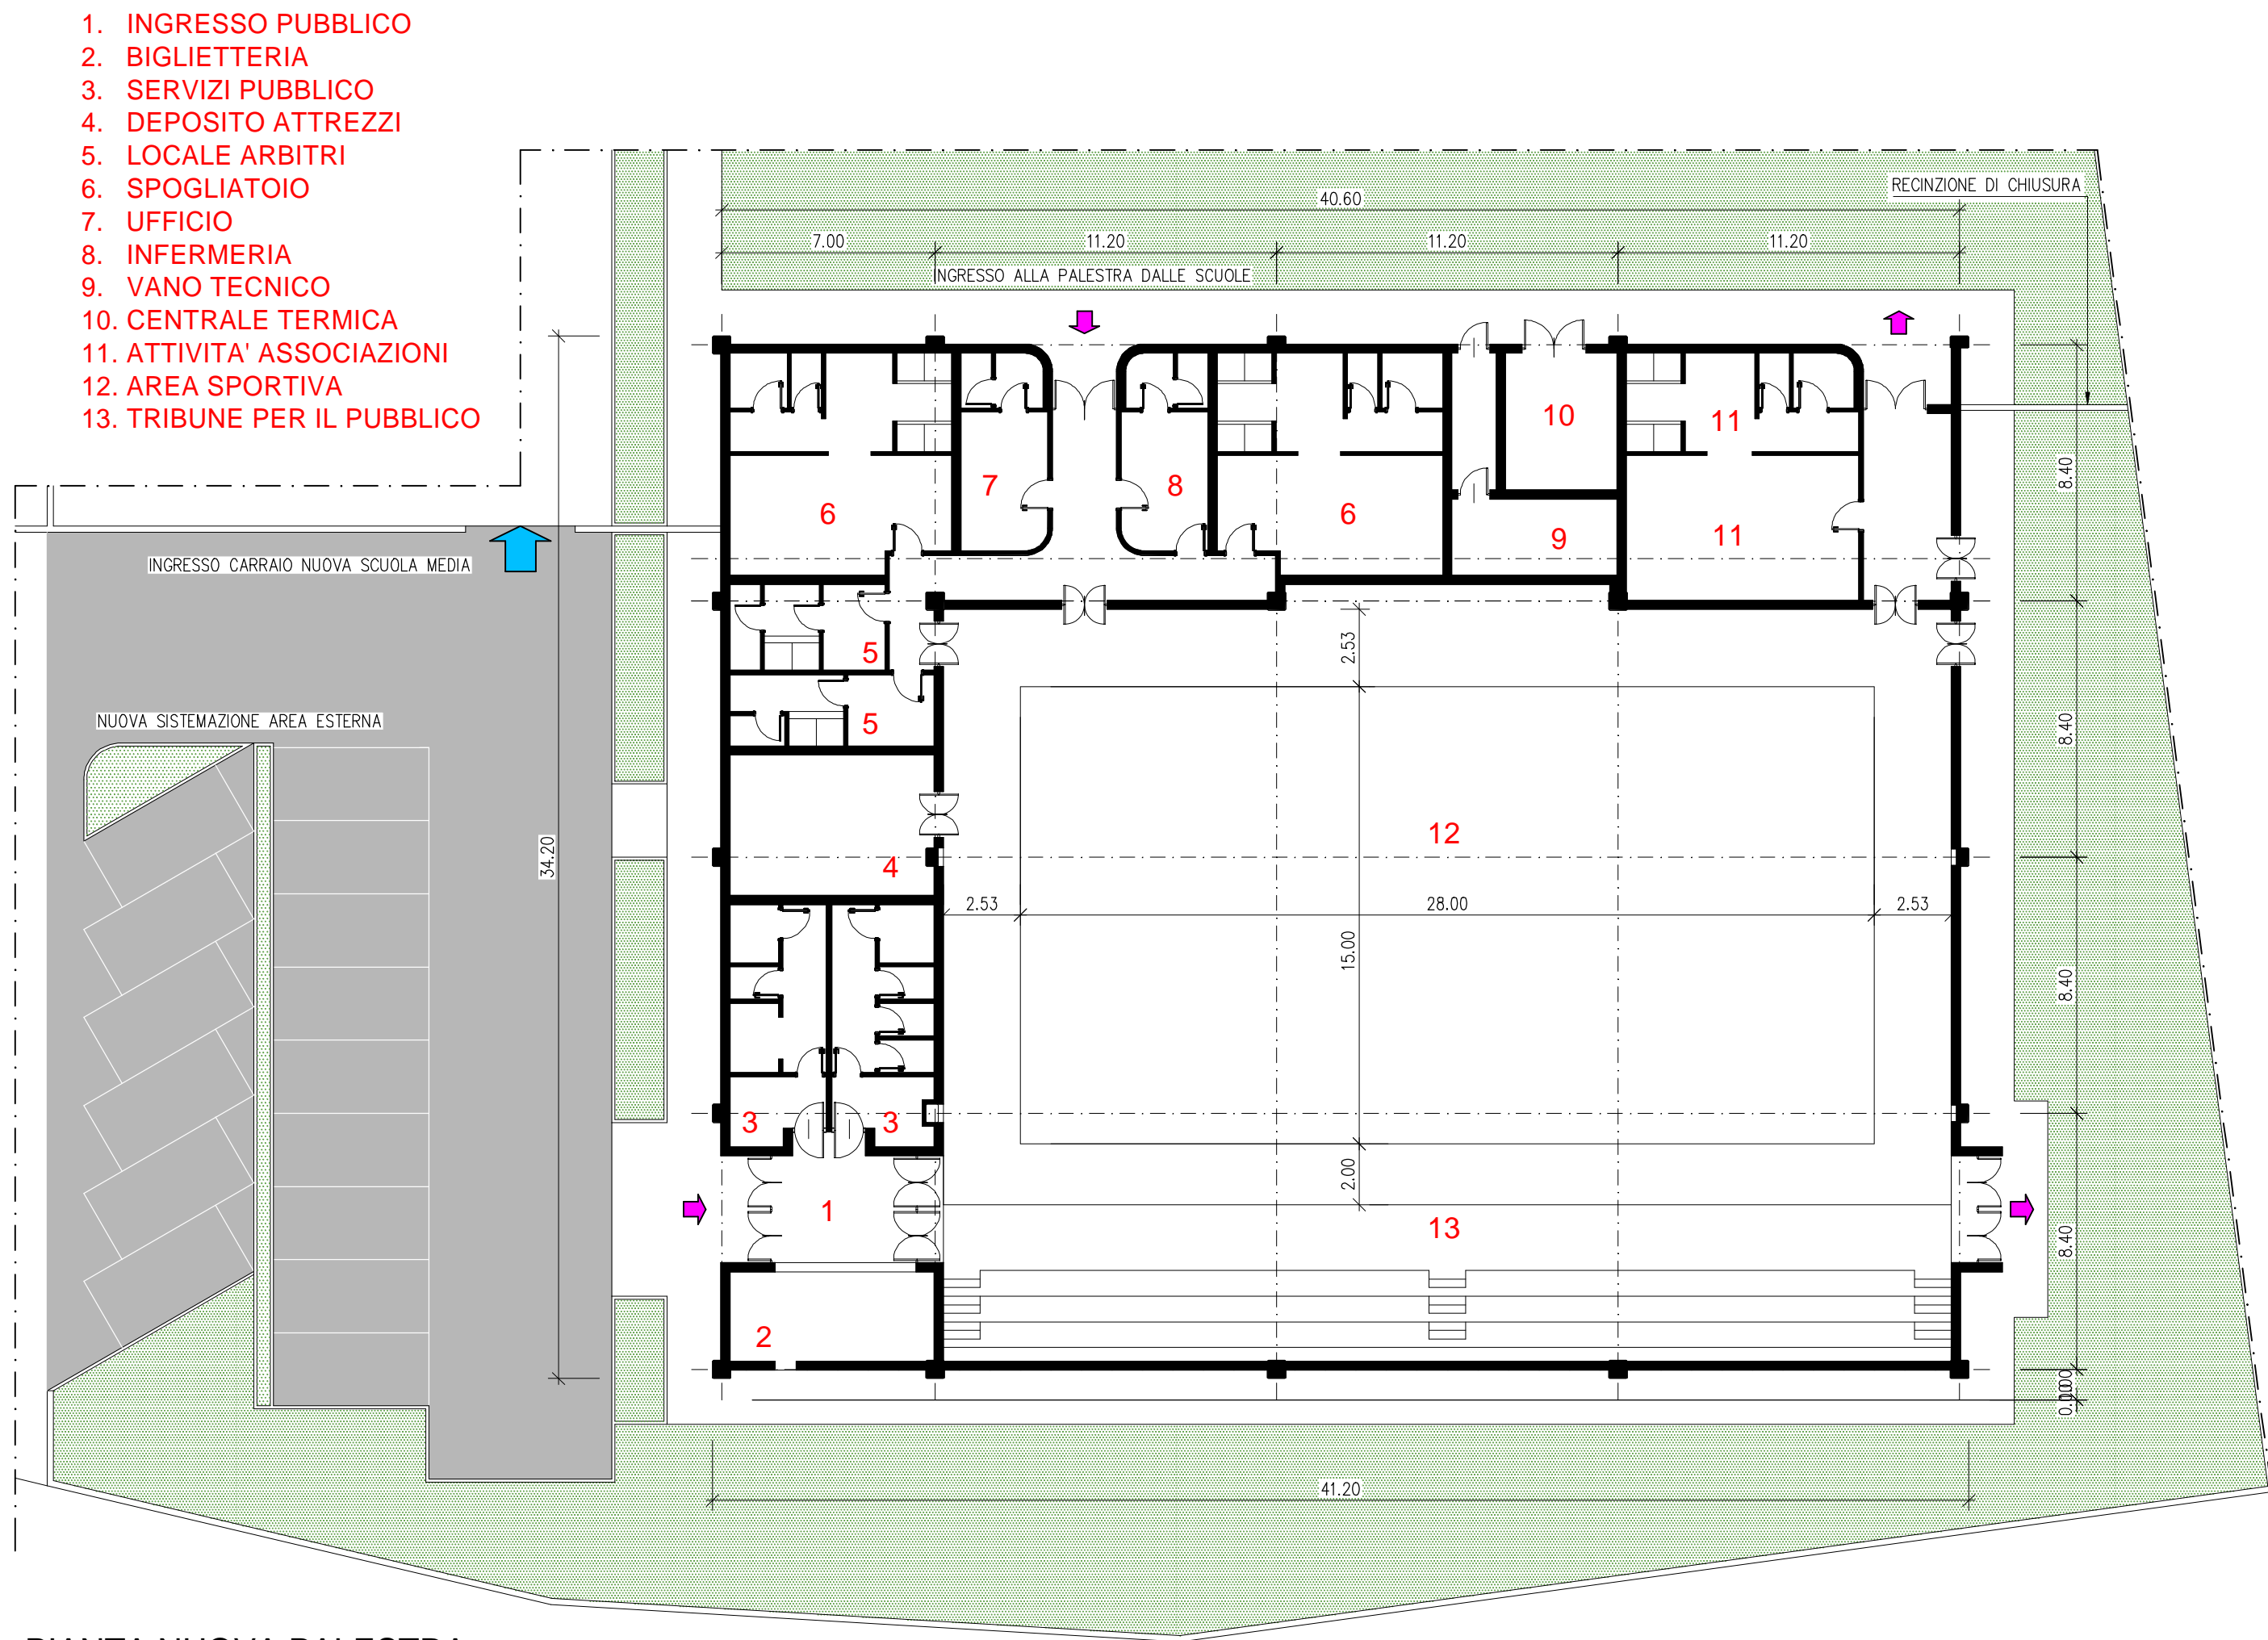 1. INGRESSO PUBBLICO
2. BIGLIETTERIA
3. SERVIZI PUBBLICO
4. DEPOSITO ATTREZZI
5. LOCALE ARBITRI
6. SPOGLIATOIO
7. UFFICIO
8. INFERMERIA
9. VANO TECNICO
10. CENTRALE TERMICA
11. ATTIVITA' ASSOCIAZIONI
12. AREA SPORTIVA
13. TRIBUNE PER IL PUBBLICO
RECINZIONE DI CHIUSURA
40.60
7.00 11.20 11.20 11.20
INGRESSO ALLA PALESTRA DALLE SCUOLE
10 11
8.40
7 8
6 6
9 11
INGRESSO CARRAIO NUOVA SCUOLA MEDIA
5
2.53
5
NUOVA SISTEMAZIONE AREA ESTERNA
8.40
12
34.20
4
2.53 28.00 2.53
15.00
8.40
3 3
2.00
1
13
8.40
2
41.20
PIANTA NUOVA PALESTRA